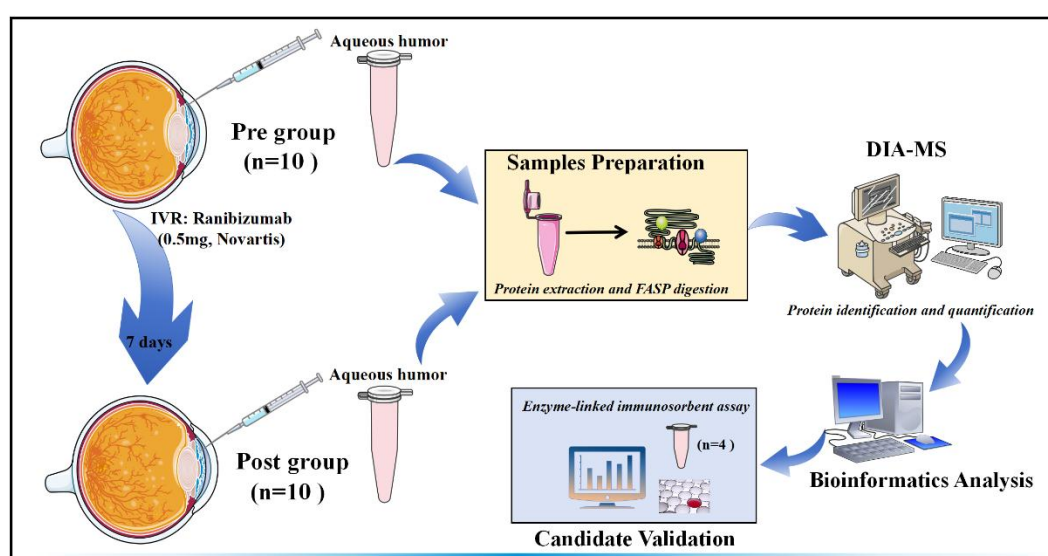 Aqueous humor
Pre group
(n=10 )
IVR: Ranibizumab
(0.5mg, Novartis)
7 days
Aqueous humor
Post group
(n=10 )
Samples Preparation
Protein extraction and FASP digestion
DIA-MS
Protein identification and quantification
Bioinformatics Analysis
Enzyme-linked immunosorbent assay
(n=4 )
Candidate Validation